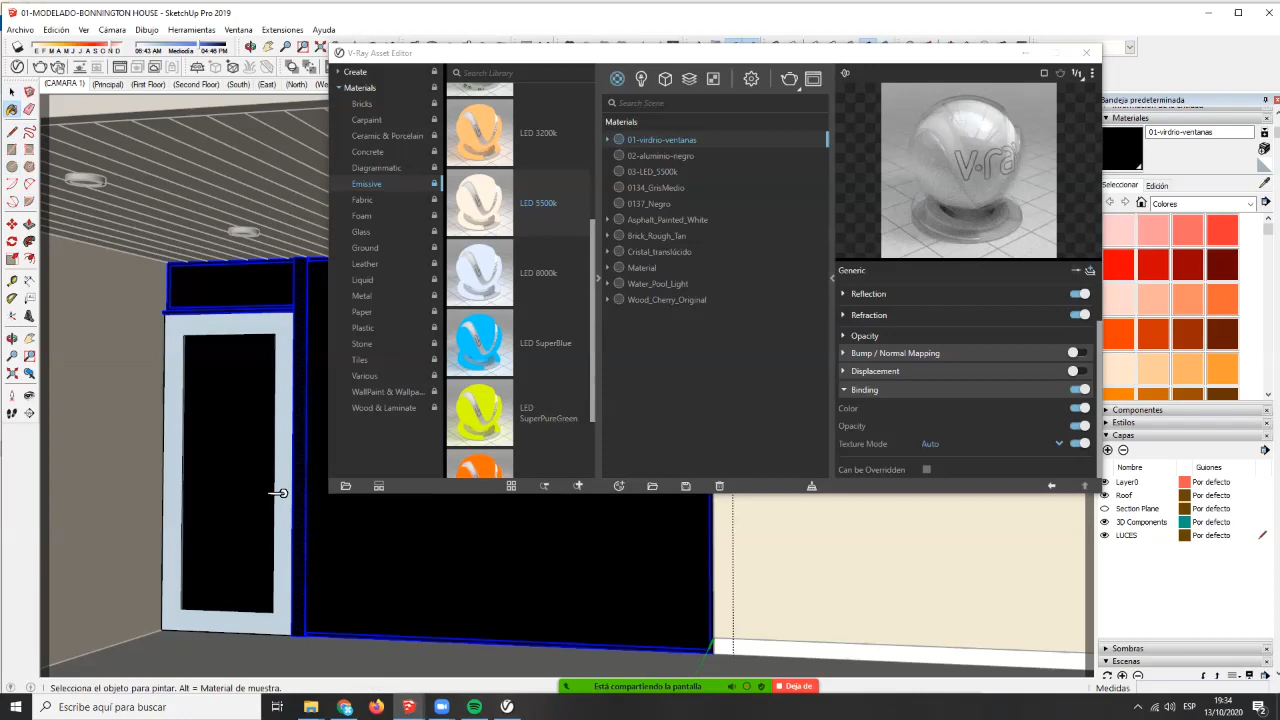 01-MODELADO-BONNINGTON HOUSE - SketchUp Pro 2019
Archivo Edición Ver Cámara Dibujo Herramientas Ventana Extensiones Ayuda
E F M A M J J A S O N D 06:43 AM Mediodía 04:46 PM
(CAMARA 1) (Principal) (First Floor) (Second Floor) (East) (North)
V-Ray Asset Editor
Create
Materials
Bricks
Carpaint
Ceramic & Porcelain
Concrete
Diagrammatic
Emissive
Fabric
Foam
Glass
Ground
Leather
Liquid
Metal
Paper
Plastic
Stone
Tiles
Various
WallPaint & Wallpa...
Wood & Laminate
Search Library
LED 3200k
LED 5500k
LED 8000k
LED SuperBlue
LED
SuperPureGreen
Search Scene
Materials
01-virdrio-ventanas
02-aluminio-negro
03-LED_5500k
0134_GrisMedio
0137_Negro
Asphalt_Painted_White
Brick_Rough_Tan
Cristal_translúcido
Material
Water_Pool_Light
Wood_Cherry_Original
1/1
v·ra
Generic
Reflection
Refraction
Opacity
Bump / Normal Mapping
Displacement
Binding
Color
Opacity
Texture Mode Auto
Can be Overridden
Bandeja predeterminada
Materiales
01-virdrio-ventanas
Seleccionar Edición
Colores
Components
Estilos
Capas
Nombre Guiones
Layer0 Por defecto
Roof Por defecto
Section Plane Por defecto
3D Components Por defecto
LUCES Por defecto
Sombras
Escenas
Selecciona el objeto para pintar. Alt = Material de muestra.
Está compartiendo la pantalla
Deja de
Medidas
Escribe aquí para buscar
ESP
19:34
13/10/2020
2